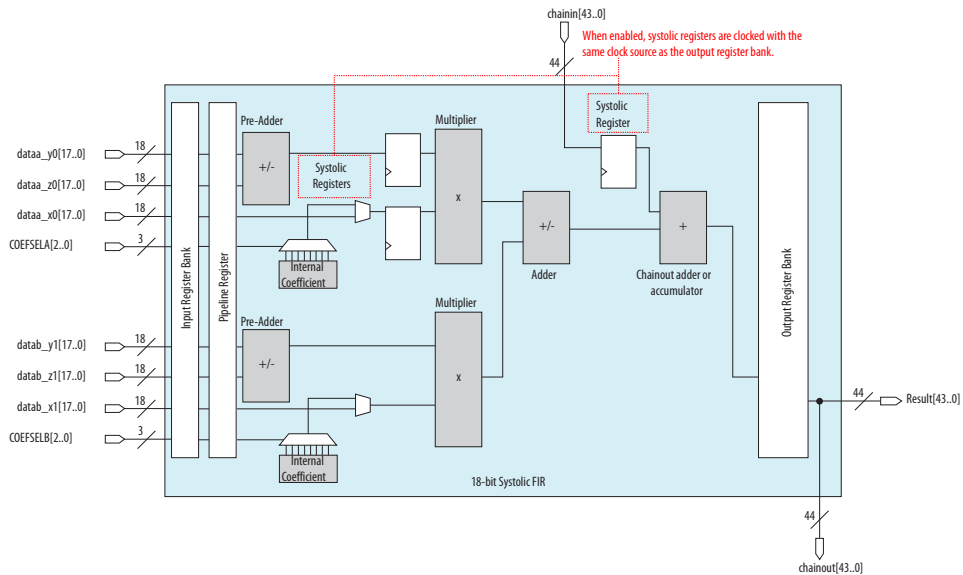 chainin[43..0]
When enabled, systolic registers are clocked with the
same clock source as the output register bank.
44
Systolic
Register
Pre-Adder
Multiplier
dataa_y0[17..0]
18
+/-
Systolic
Registers
dataa_z0[17..0]
18
x
dataa_x0[17..0]
18
+/-
+
COEFSELA[2..0]
3
Internal
Coefficient
Adder
Chainout adder or
accumulator
Input Register Bank
Pipeline Register
Output Register Bank
Multiplier
Pre-Adder
datab_y1[17..0]
18
+/-
datab_z1[17..0]
18
x
datab_x1[17..0]
18
44
Result[43..0]
COEFSELB[2..0]
3
Internal
Coefficient
18-bit Systolic FIR
44
chainout[43..0]